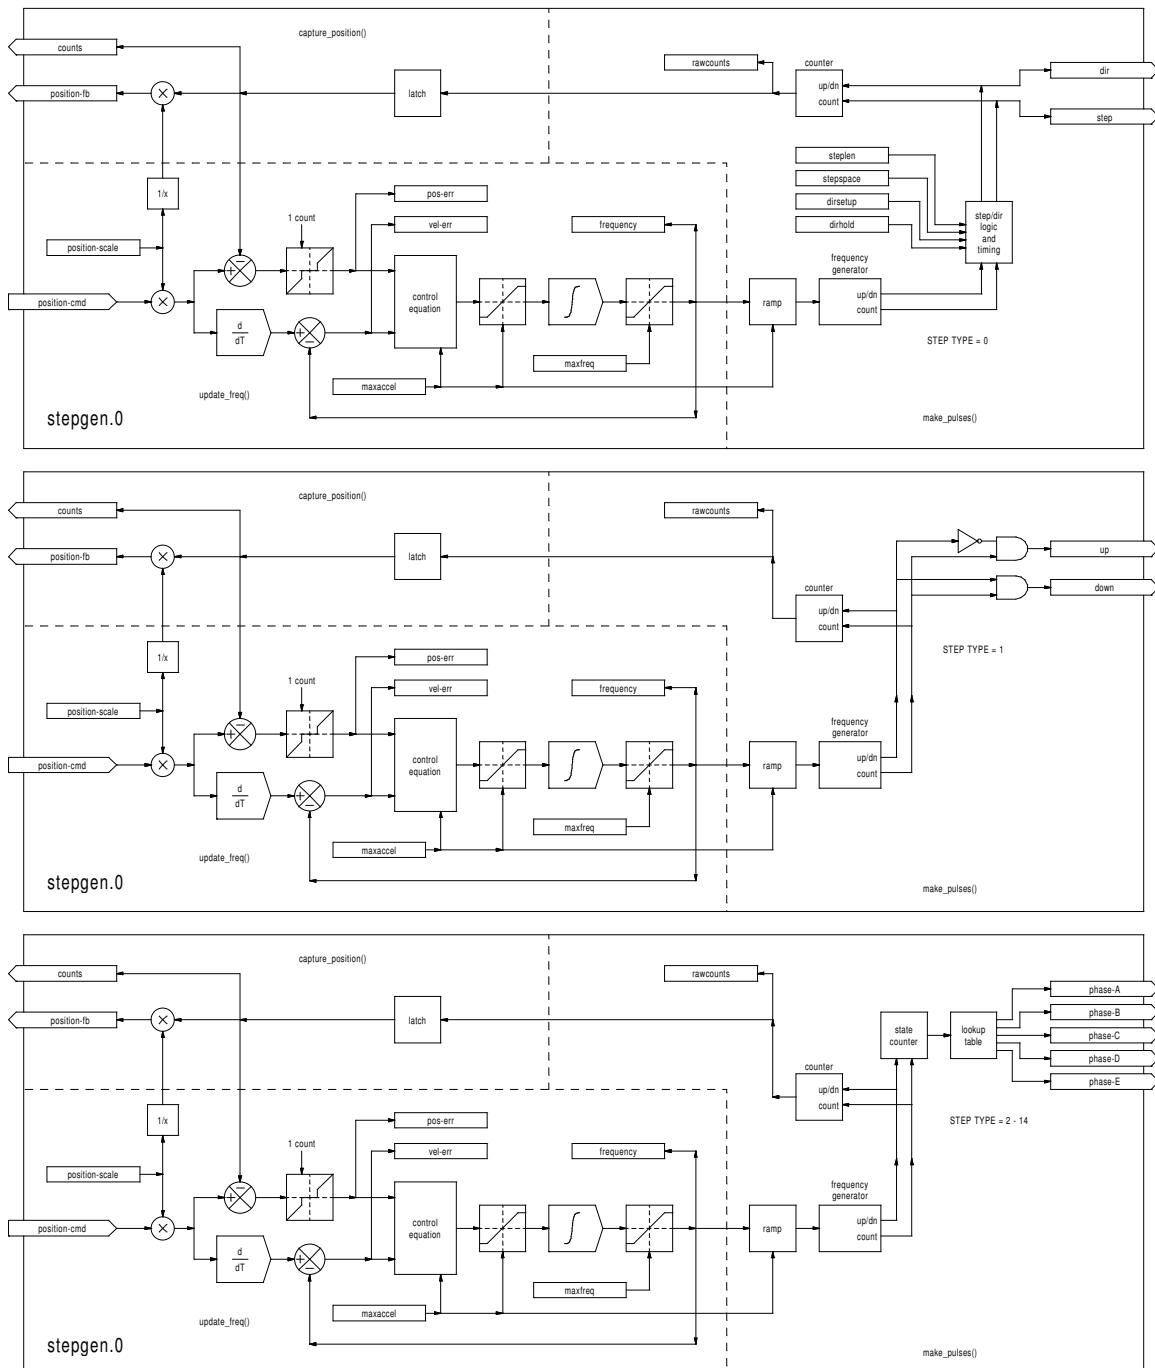 capture_position()
counts
rawcounts
counter
dir
up/dn
position-fb
×
latch
count
step
steplen
stepspace
dirsetup
dirhold
1/x
pos-err
1 count
vel-err
frequency
step/dir
logic
and
timing
position-scale
+
−
control
equation
frequency
generator
position-cmd
×
ramp
up/dn
count
d
dT
+
−
STEP TYPE = 0
maxfreq
maxaccel
update_freq()
stepgen.0
make_pulses()
capture_position()
counts
rawcounts
up
position-fb
×
latch
down
counter
up/dn
count
1/x
pos-err
STEP TYPE = 1
1 count
vel-err
frequency
position-scale
+
−
control
equation
frequency
generator
position-cmd
×
ramp
up/dn
count
d
dT
+
−
maxfreq
maxaccel
update_freq()
stepgen.0
make_pulses()
capture_position()
counts
rawcounts
phase-A
phase-B
position-fb
×
latch
state
counter
lookup
table
phase-C
phase-D
phase-E
counter
up/dn
count
1/x
pos-err
STEP TYPE = 2 - 14
1 count
vel-err
frequency
position-scale
+
−
control
equation
frequency
generator
position-cmd
×
ramp
up/dn
count
d
dT
+
−
maxfreq
maxaccel
update_freq()
stepgen.0
make_pulses()